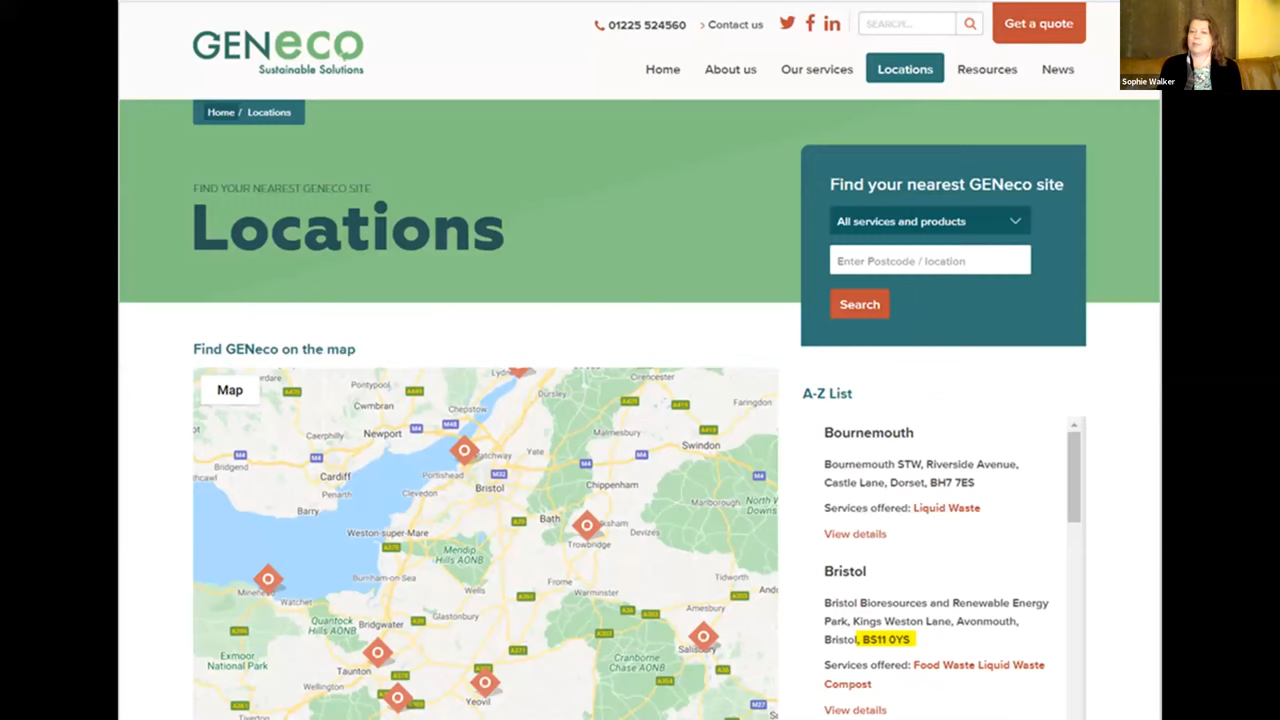 GENeco
Sustainable Solutions
01225 524560
Contact us
SEARCH...
Get a quote
Home
About us
Our services
Locations
Resources
News
Sophie Walker
Home / Locations
FIND YOUR NEAREST GENECO SITE
Locations
Find your nearest GENeco site
All services and products
Enter Postcode / location
Search
Find GENeco on the map
Map
Pontypool
Cwmbran
Chepstow
Dursley
Cirencester
Faringdon
Caerphilly
Newport
M4
M48
Malmesbury
Swindon
Bridgend
Cardiff
Penarth
Portishead
Yate
M32
Bristol
Clevedon
Chippenham
Barry
Bath
Marlborough
Devizes
Trowbridge
Weston-super-Mare
Mendip
Hills AONB
Burnham-on-Sea
Wells
Frome
Warminster
Tidworth
Watchet
Quantock
Hills AONB
Bridgwater
Glastonbury
Amesbury
Exmoor
National Park
Taunton
Wellington
Yeovil
Cranborne
Chase AONB
Tiverton
M27
A-Z List
Bournemouth
Bournemouth STW, Riverside Avenue,
Castle Lane, Dorset, BH7 7ES
Services offered: Liquid Waste
View details
Bristol
Bristol Bioresources and Renewable Energy
Park, Kings Weston Lane, Avonmouth,
Bristol, BS11 0YS
Services offered: Food Waste Liquid Waste
Compost
View details